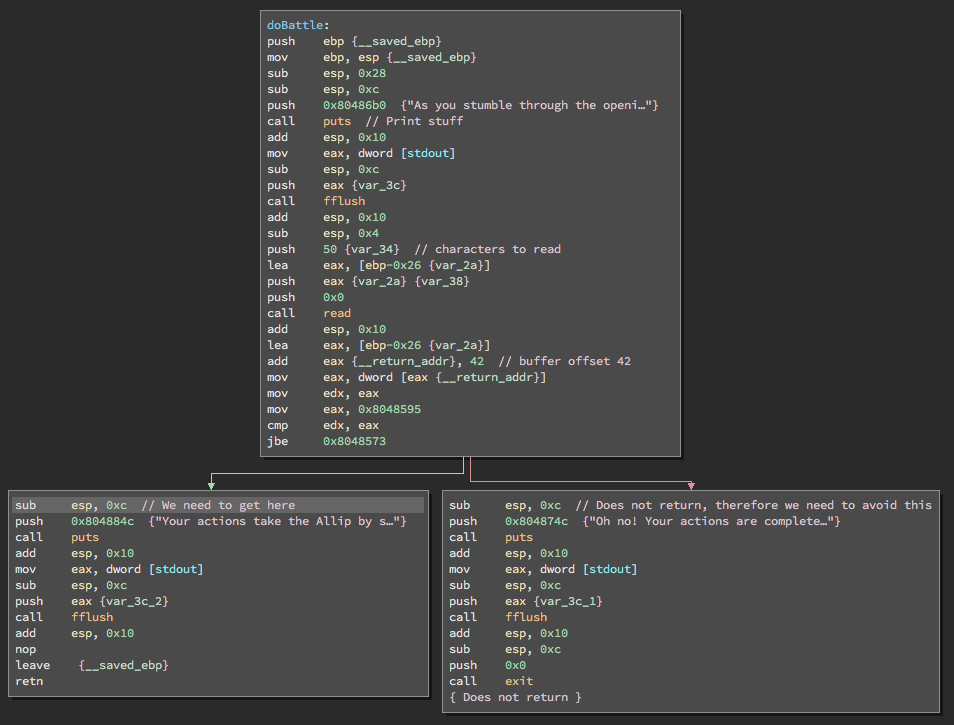 doBattle:
push ebp {__saved_ebp}
mov ebp, esp {__saved_ebp}
sub esp, 0x28
sub esp, 0xc
push 0x80486b0 {"As you stumble through the openi…"}
call puts // Print stuff
add esp, 0x10
mov eax, dword [stdout]
sub esp, 0xc
push eax {var_3c}
call fflush
add esp, 0x10
sub esp, 0x4
push 50 {var_34} // characters to read
lea eax, [ebp-0x26 {var_2a}]
push eax {var_2a} {var_38}
push 0x0
call read
add esp, 0x10
lea eax, [ebp-0x26 {var_2a}]
add eax {__return_addr}, 42 // buffer offset 42
mov eax, dword [eax {__return_addr}]
mov edx, eax
mov eax, 0x8048595
cmp edx, eax
jbe 0x8048573
sub esp, 0xc // We need to get here
push 0x804884c {"Your actions take the Allip by s…"}
call puts
add esp, 0x10
mov eax, dword [stdout]
sub esp, 0xc
push eax {var_3c_2}
call fflush
add esp, 0x10
nop
leave {__saved_ebp}
retn
sub esp, 0xc // Does not return, therefore we need to avoid this
push 0x804874c {"Oh no! Your actions are complete…"}
call puts
add esp, 0x10
mov eax, dword [stdout]
sub esp, 0xc
push eax {var_3c_1}
call fflush
add esp, 0x10
sub esp, 0xc
push 0x0
call exit
{ Does not return }